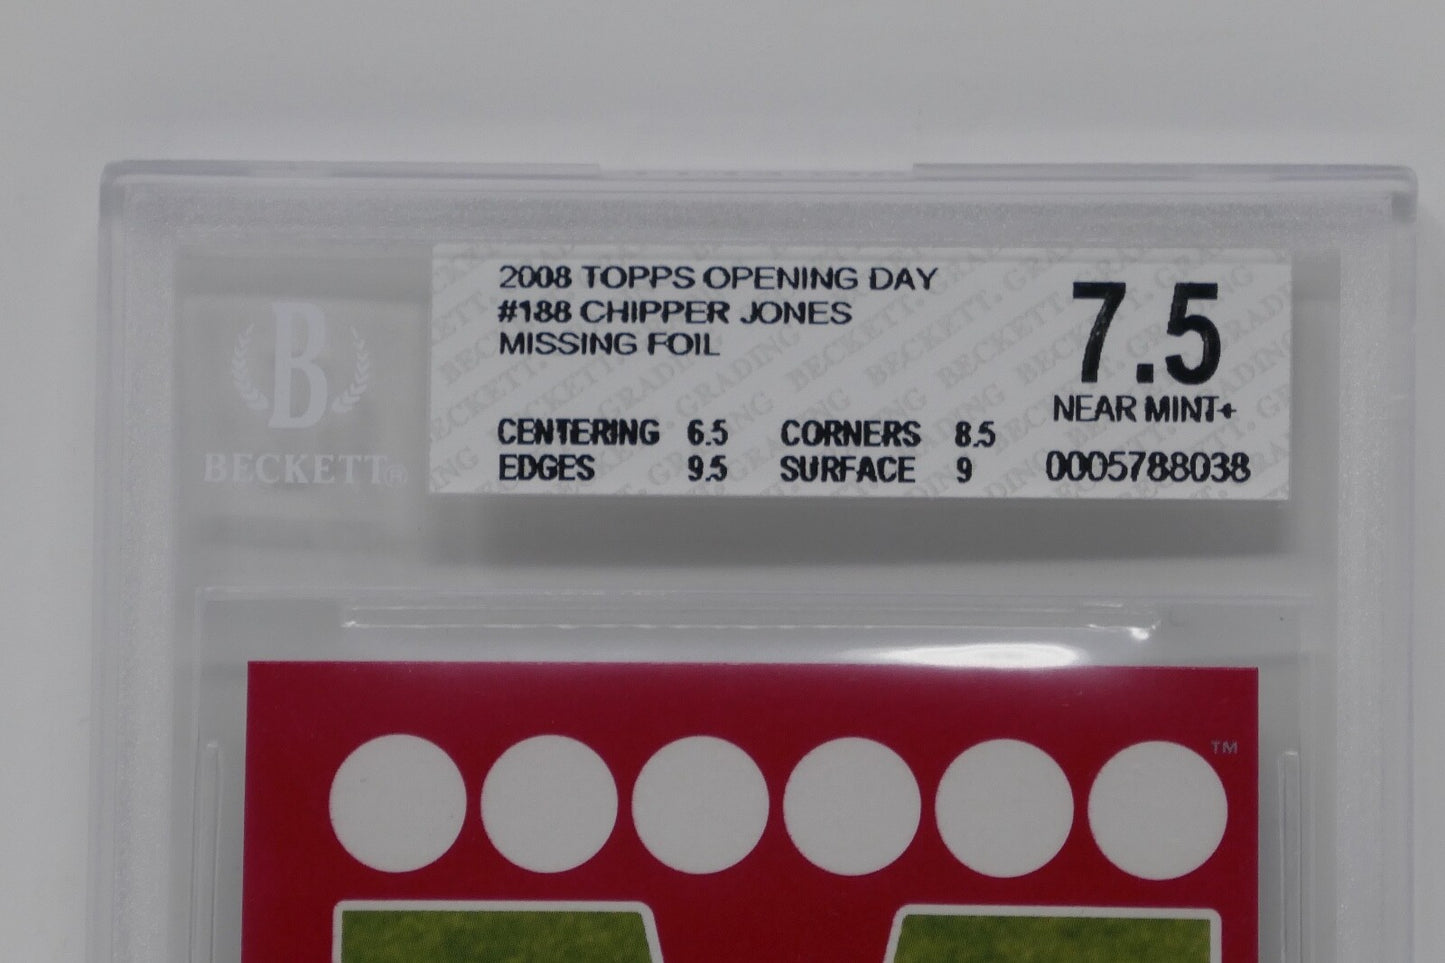 2008 TOPPS OPENING DAY
#188 CHIPPER JONES
MISSING FOIL
7.5
NEAR MINT+
CENTERING 6.5 CORNERS 8.5
EDGES 9.5 SURFACE 9
0005788038
B
BECKETT®
TM